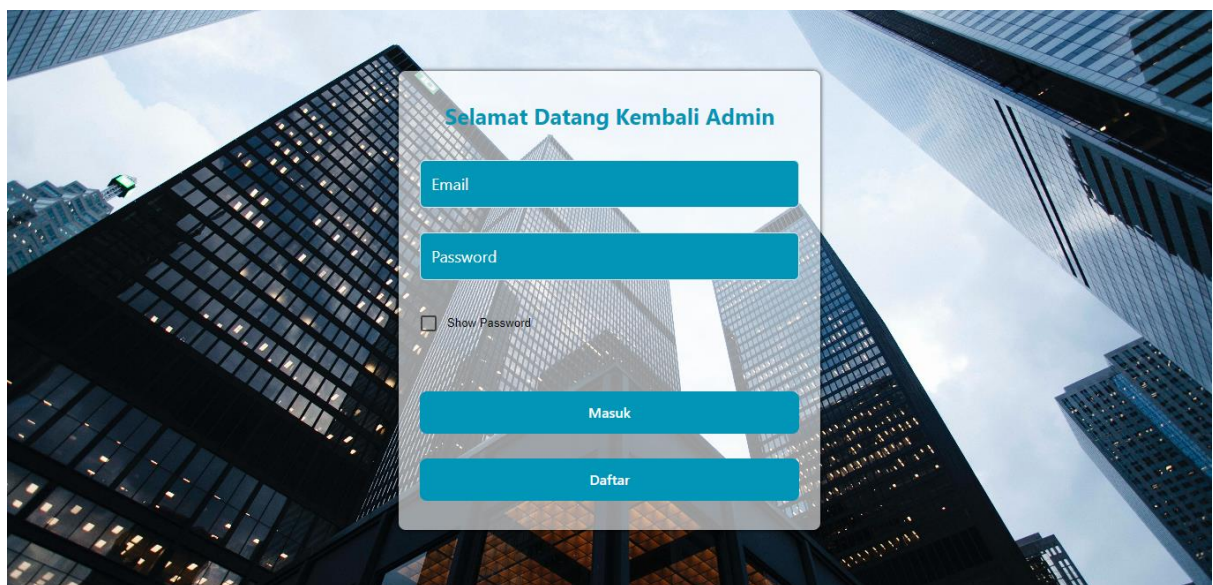 Selamat Datang Kembali Admin
Email
Password
Show Password
Masuk
Daftar